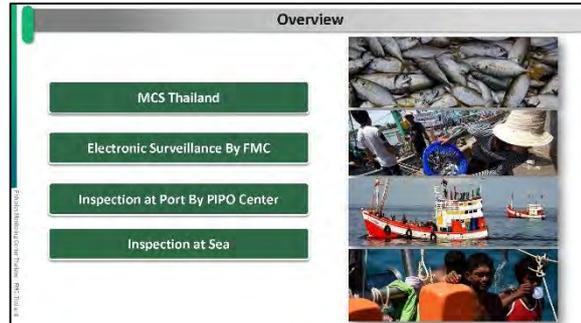 Overview
MCS Thailand
Electronic Surveillance By FMC
Inspection at Port By PIPO Center
Inspection at Sea